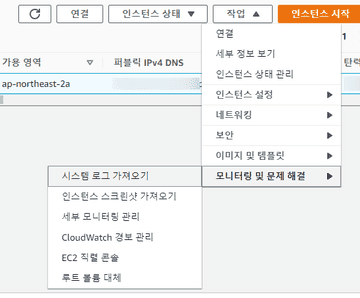 연결
인스턴스 상태 ▼
작업 ▲
인스턴스 시작
1
가용 영역
퍼블릭 IPv4 DNS
탄력
ap-northeast-2a
연결
세부 정보 보기
인스턴스 상태 관리
인스턴스 설정
네트워킹
보안
이미지 및 템플릿
모니터링 및 문제 해결
시스템 로그 가져오기
인스턴스 스크린샷 가져오기
세부 모니터링 관리
CloudWatch 경보 관리
EC2 직렬 콘솔
루트 볼륨 대체